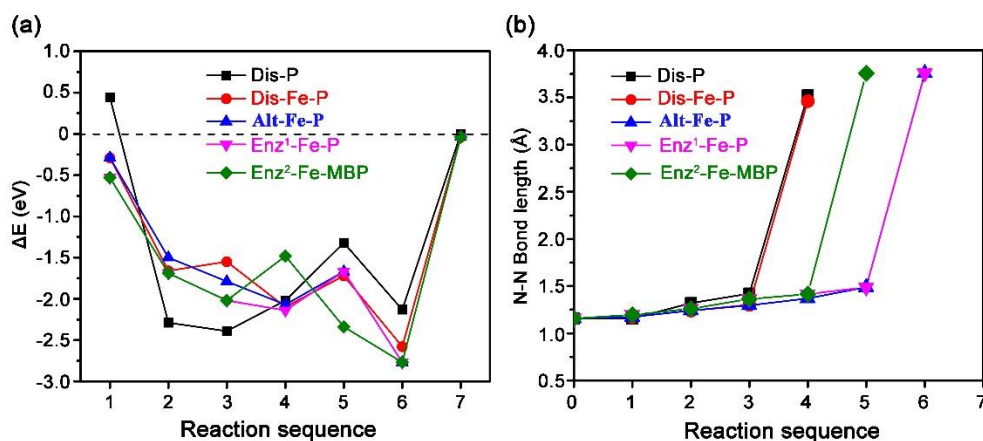 (a)
ΔE (eV)
1.0
0.5
0
-0.5
-1.0
-1.5
-2.0
-2.5
-3.0
Dis-P
Dis-Fe-P
Alt-Fe-P
Enz¹-Fe-P
Enz²-Fe-MBP
1 2 3 4 5 6 7
Reaction sequence
(b)
N-N Bond length (Å)
4.0
3.5
3.0
2.5
2.0
1.5
1.0
0.5
Dis-P
Dis-Fe-P
Alt-Fe-P
Enz¹-Fe-P
Enz²-Fe-MBP
0 1 2 3 4 5 6 7
Reaction sequence